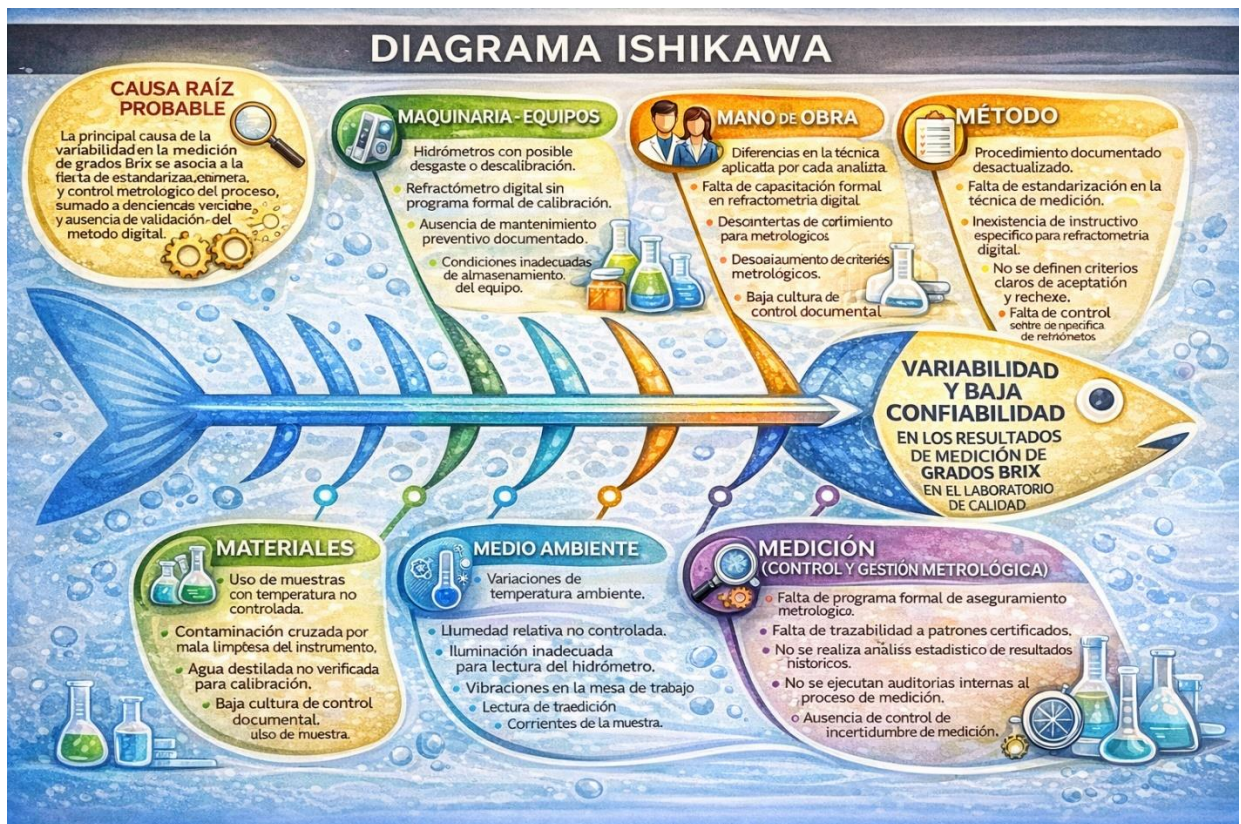 DIAGRAMA ISHIKAWA
CAUSA RAÍZ
PROBABLE
La principal causa de la
variabilidad en la medición
de grados Brix se asocia a la
de
y control metrologico del proceso,
sumado a
y ausencia de validación del
metodo digital.
MAQUINARIA - EQUIPOS
Hidrómetros con posible
desgaste o descalibración.
Refractómetro digital sin
programa formal de calibración.
Ausencia de mantenimiento
preventivo documentado.
Condiciones inadecuadas
de almasenamiento
del equipo.
MANO DE OBRA
Diferencias en la técnica
por cada
Falta de capacitación formal
en refractometria digital
para metrologicos
metrológicos.
Baja cultura de
control documental
MÉTODO
Procedimiento documentado
desactualizado.
Falta de estandarización en la
técnica de medición.
Inexistencia de instructivo
especifico para refractometria
digital.
No se definen criterios
claros de
y rechexe.
Falta de control
de
VARIABILIDAD
Y BAJA
CONFIABILIDAD
EN LOS RESULTADOS
DE MEDICIÓN DE
GRADOS BRIX
EN EL LABORATORIO
DE CALIDAD
MATERIALES
Uso de muestras
con temperatura no
controlada.
Contaminación cruzada por
mala del instrumento.
Agua destilada no verificada
para calibración.
Baja cultura de control
documental.
de muestra.
MEDIO AMBIENTE
Variaciones de
temperatura ambiente.
relativa no controlada.
Iluminación inadecuada
para lectura del hidrómetro.
Vibraciones en la mesa de trabajo
Lectura de
Corrientes de la muestra.
MEDICIÓN
(CONTROL Y GESTIÓN METROLÓGICA)
Falta de programa formal de aseguramiento
metrologico.
Falta de trazabilidad a patrones certifcados.
No se realiza estadistico de resultados
historicos.
No se ejecutan auditorias internas al
proceso de medición.
Ausencia de control de
incertidumbre de medición.